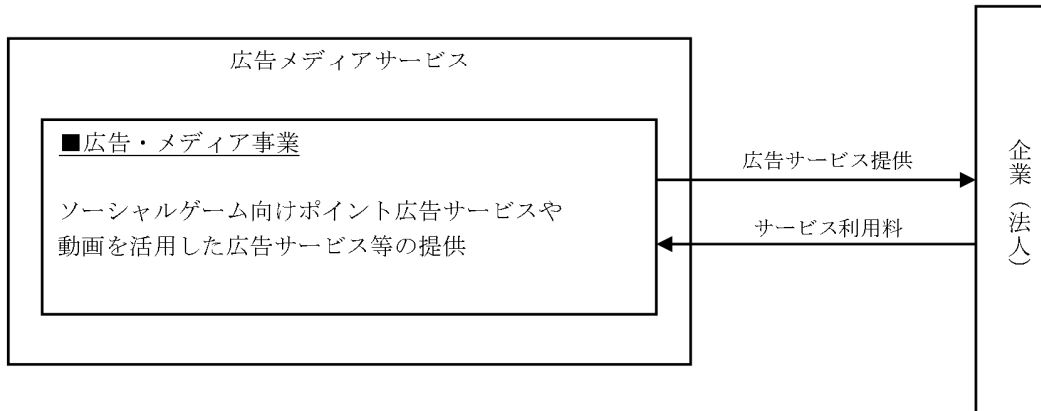 広告メディアサービス
■広告・メディア事業
ソーシャルゲーム向けポイント広告サービスや
動画を活用した広告サービス等の提供
広告サービス提供
サービス利用料
企業（法人）